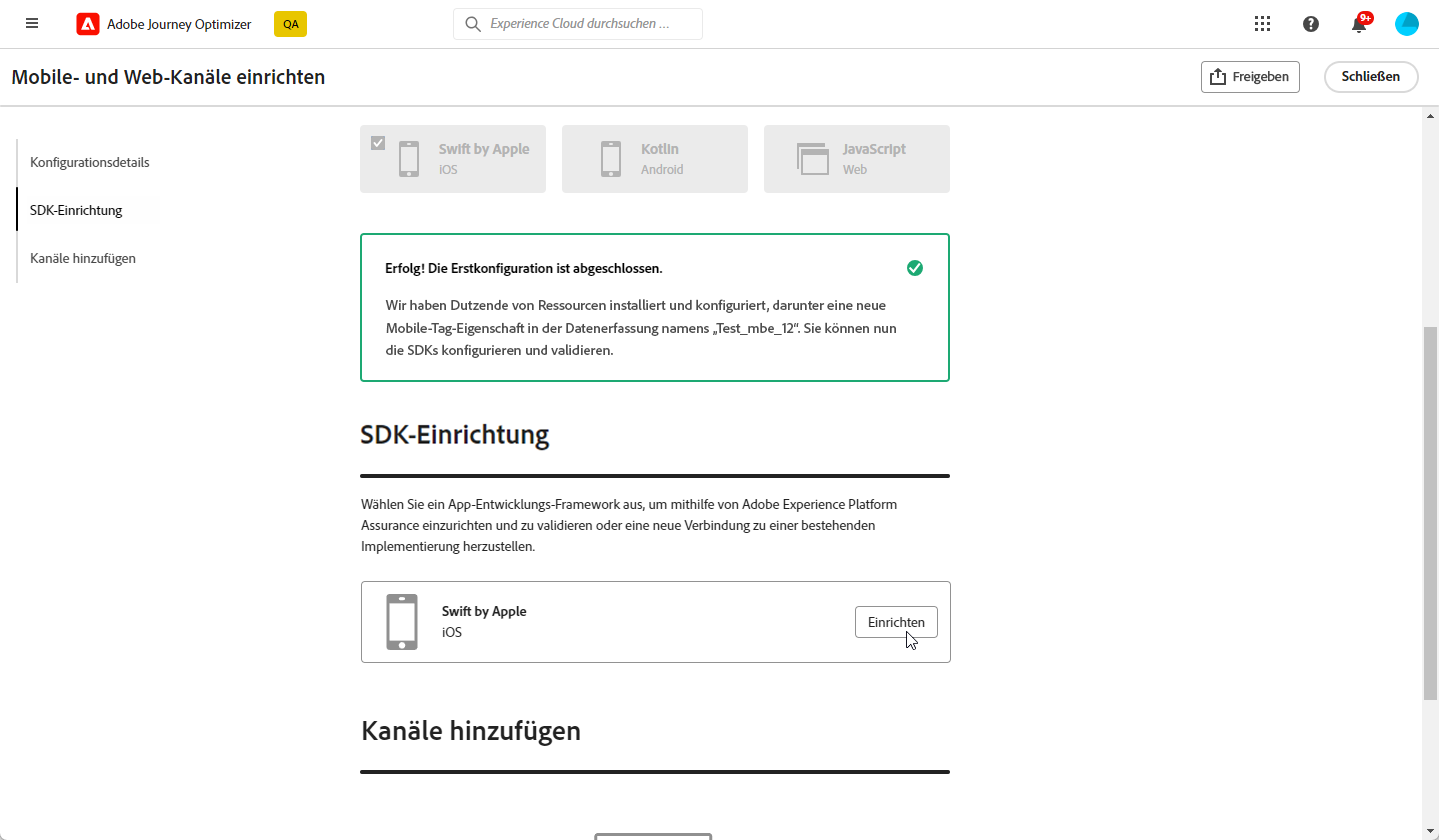 Adobe Journey Optimizer
QA
Experience Cloud durchsuchen ...
9+
Mobile- und Web-Kanäle einrichten
Freigeben
Schließen
Konfigurationsdetails
SDK-Einrichtung
Kanäle hinzufügen
Swift by Apple
iOS
Kotlin
Android
JavaScript
Web
Erfolg! Die Erstkonfiguration ist abgeschlossen.
Wir haben Dutzende von Ressourcen installiert und konfiguriert, darunter eine neue
Mobile-Tag-Eigenschaft in der Datenerfassung namens „Test_mbe_12“. Sie können nun
die SDKs konfigurieren und validieren.
SDK-Einrichtung
Wählen Sie ein App-Entwicklungs-Framework aus, um mithilfe von Adobe Experience Platform
Assurance einzurichten und zu validieren oder eine neue Verbindung zu einer bestehenden
Implementierung herzustellen.
Swift by Apple
iOS
Einrichten
Kanäle hinzufügen